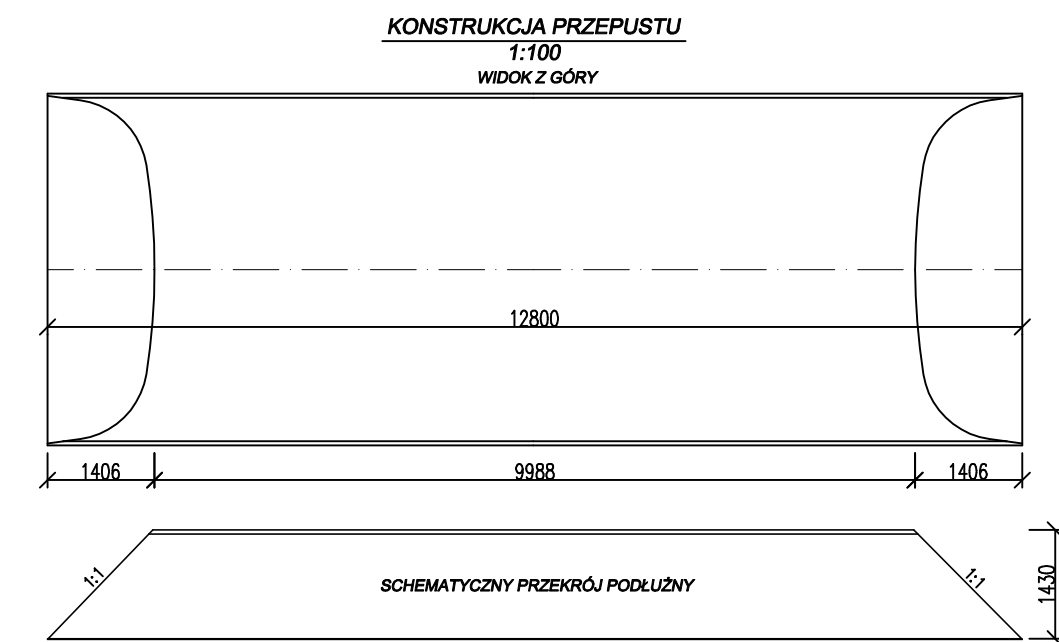 KONSTRUKCJA PRZEPUSTU
1:100
WIDOK Z GÓRY
12800
1406
9988
1406
1:1
SCHEMATYCZNY PRZEKRÓJ PODŁUŻNY
1:1
1430